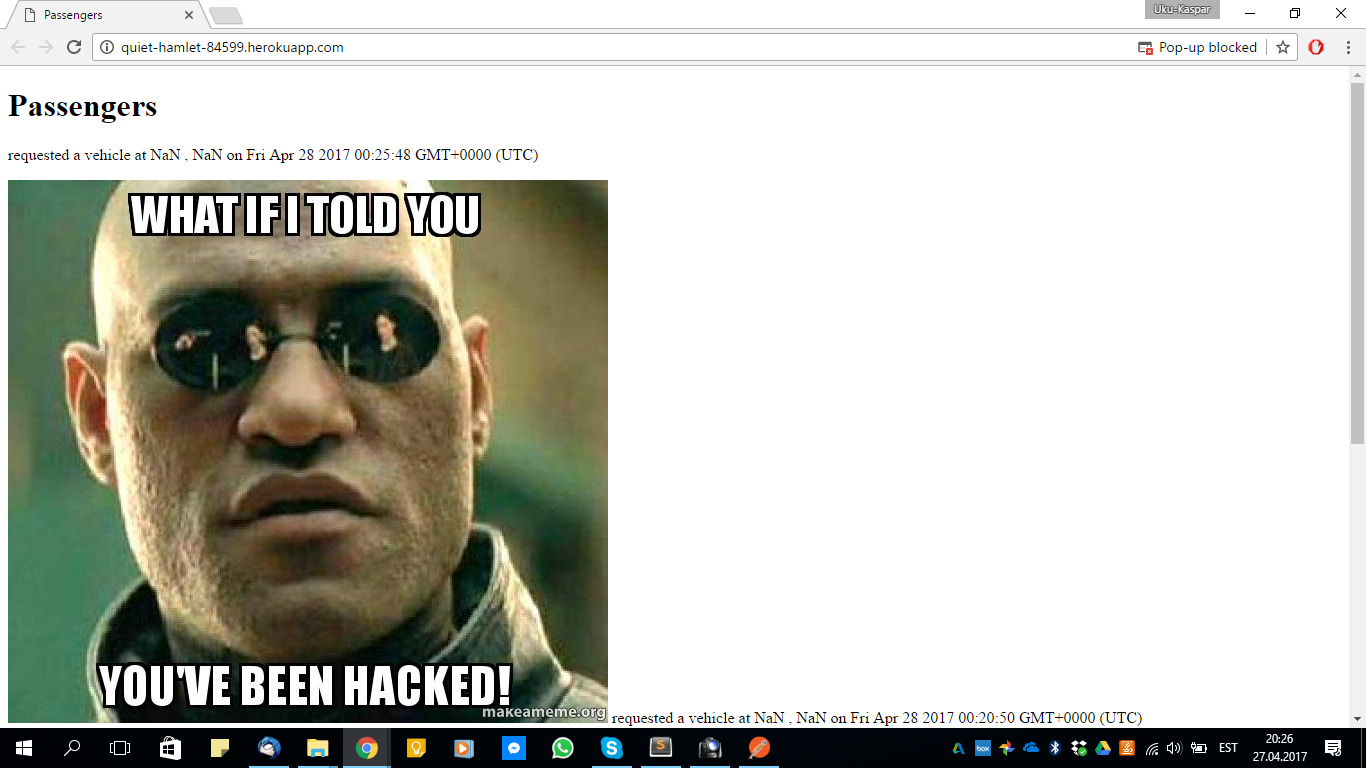 Passengers
Uku-Kaspar
quiet-hamlet-84599.herokuapp.com
Pop-up blocked
Passengers
requested a vehicle at NaN , NaN on Fri Apr 28 2017 00:25:48 GMT+0000 (UTC)
WHAT IF I TOLD YOU
YOU'VE BEEN HACKED!
makeameme.org
requested a vehicle at NaN , NaN on Fri Apr 28 2017 00:20:50 GMT+0000 (UTC)
box
EST
20:26
27.04.2017